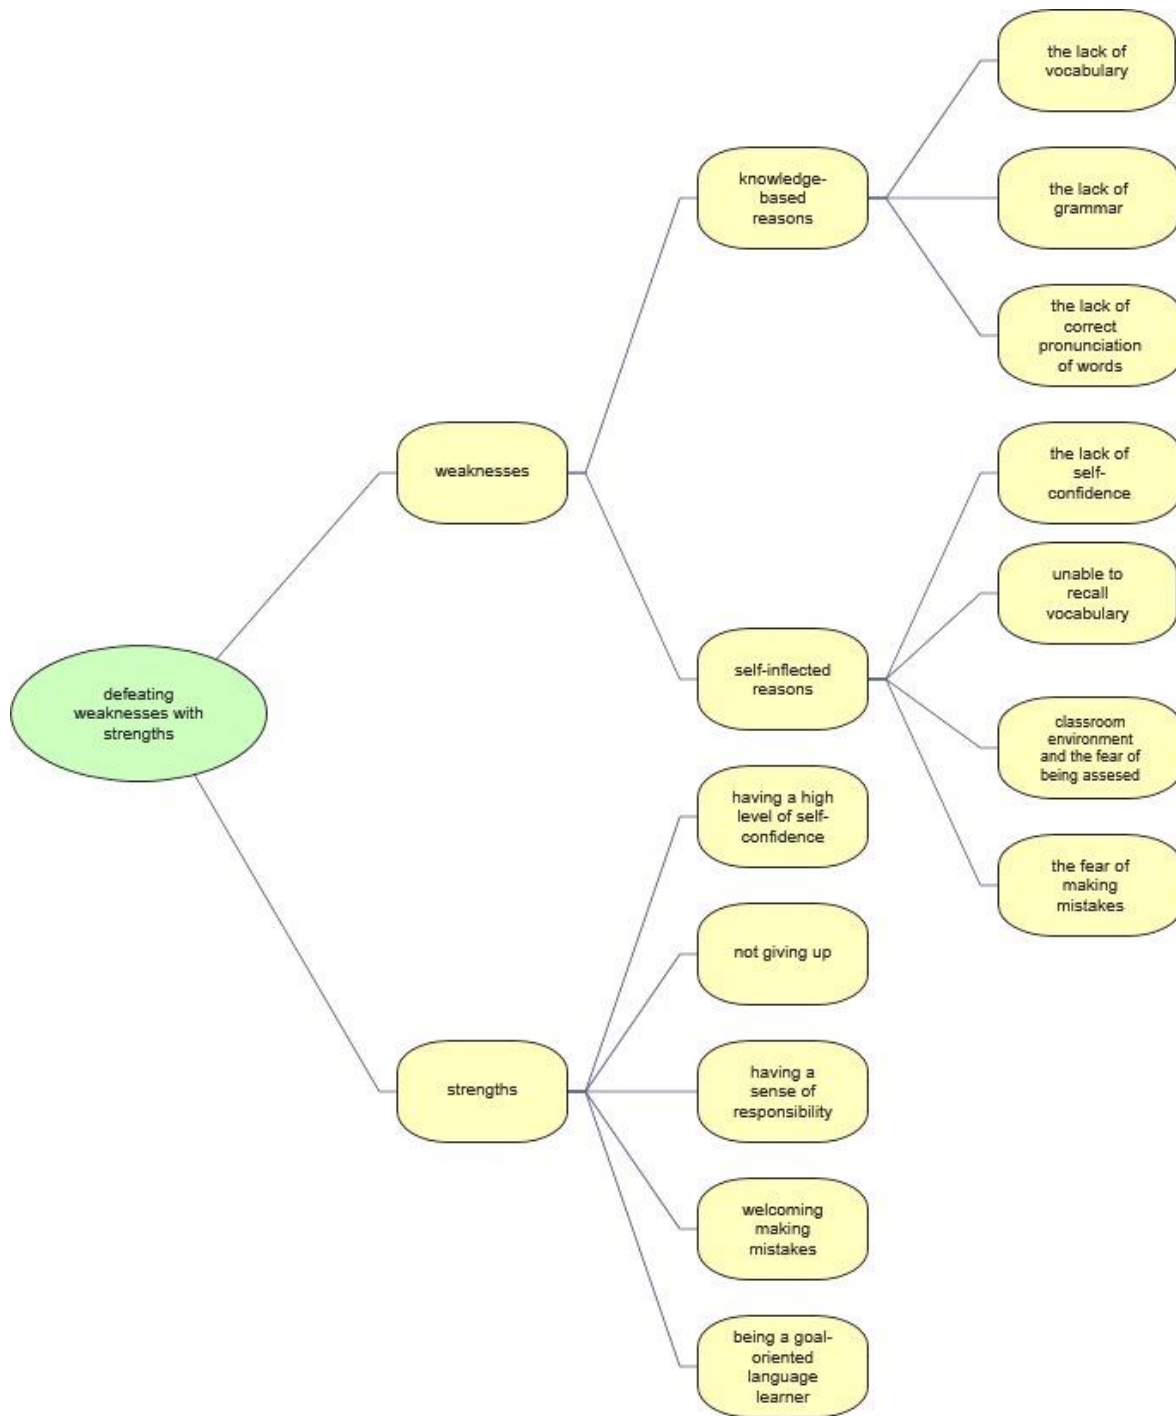 the lack of
vocabulary
knowledge-
based
reasons
the lack of
grammar
the lack of
correct
pronunciation
of words
weaknesses
the lack of
self-
confidence
unable to
recall
vocabulary
self-inflected
reasons
classroom
environment
and the fear of
being assesed
the fear of
making
mistakes
defeating
weaknesses with
strengths
having a high
level of self-
confidence
not giving up
strengths
having a
sense of
responsibility
welcoming
making
mistakes
being a goal-
oriented
language
learner